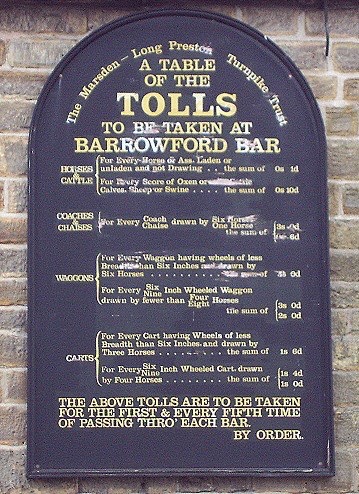 The Marsden-Long Preston Turnpike Trust
A TABLE
OF THE
TOLLS
TO BE TAKEN AT
BARROWFORD BAR
HORSES & CATTLE
For Every Horse or Ass. Laden or
unladen and not Drawing . . the sum of 0s 1d
For Every Score of Oxen or
Calves. Sheep or Swine . . . the sum of 0s 10d
COACHES & CHAISES
For Every Coach Chaise drawn by Six Horses One Horse
the sum of 3s 0d
0s 6d
WAGGONS
For Every Waggon having wheels of less
Breadth than Six Inches and drawn by
Six Horses . . . . . . . . . the sum of 0d
For Every Six Nine Inch Wheeled Waggon
drawn by fewer than Four Eight Horses
the sum of 3s 0d
2s 0d
CARTS
For Every Cart having Wheels of less
Breadth than Six Inches and drawn by
Three Horses . . . . . . . . the sum of 1s 6d
For Every Six Nine Inch Wheeled Cart. drawn
by Four Horses . . . . . . . the sum of 1s 4d
1s 0d
THE ABOVE TOLLS ARE TO BE TAKEN
FOR THE FIRST & EVERY FIFTH TIME
OF PASSING THRO' EACH BAR.
BY ORDER.